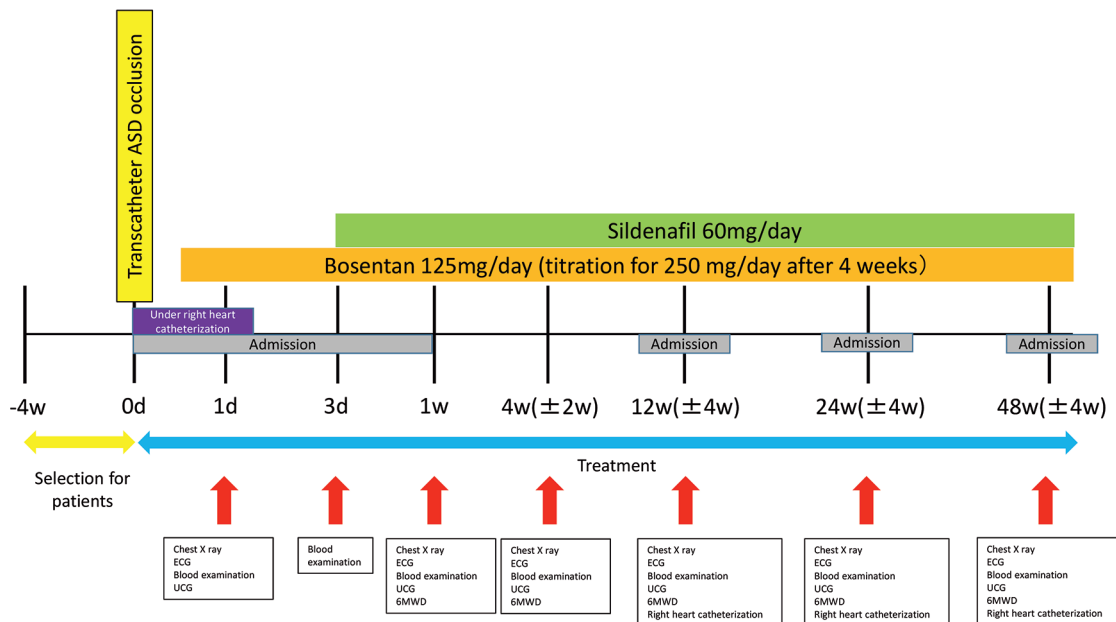 Transcatheter ASD occlusion
Sildenafil 60mg/day
Bosentan 125mg/day (titration for 250 mg/day after 4 weeks）
Under right heart
catheterization
Admission
Admission
Admission
Admission
-4w
0d
1d
3d
1w
4w(±2w)
12w(±4w)
24w(±4w)
48w(±4w)
Selection for
patients
Treatment
Chest X ray
ECG
Blood examination
UCG
Blood
examination
Chest X ray
ECG
Blood examination
UCG
6MWD
Chest X ray
ECG
Blood examination
UCG
6MWD
Chest X ray
ECG
Blood examination
UCG
6MWD
Right heart catheterization
Chest X ray
ECG
Blood examination
UCG
6MWD
Right heart catheterization
Chest X ray
ECG
Blood examination
UCG
6MWD
Right heart catheterization